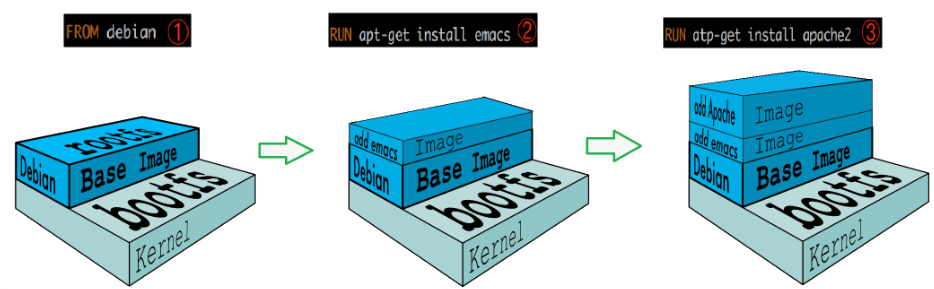 FROM debian ①
RUN apt-get install emacs ②
RUN atp-get install apache2 ③
rootfs
Debian
Base Image
bootfs
Kernel
add emacs
Image
Debian
Base Image
bootfs
Kernel
add Apache
Image
add emacs
Image
Debian
Base Image
bootfs
Kernel